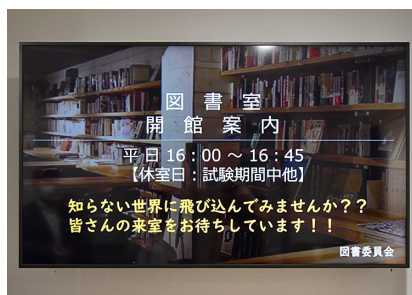 図 書 室
開 館 案 内
平 日 16：00 ～ 16：45
【休室日：試験期間中他】
知らない世界に飛び込んでみませんか？？
皆さんの来室をお待ちしています！！
図書委員会